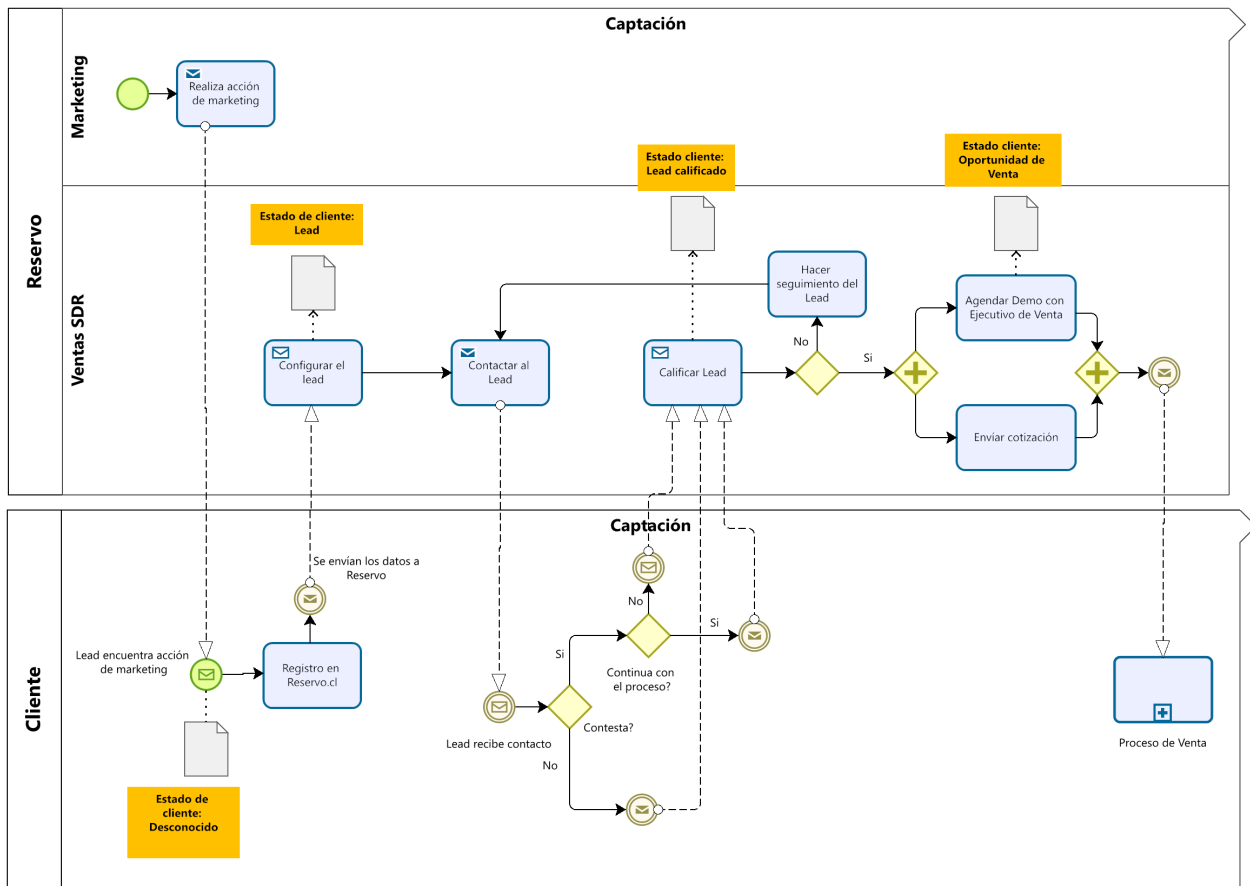 Captación
Reservo
Marketing
Realiza acción
de marketing
Ventas SDR
Estado de cliente:
Lead
Estado cliente:
Lead calificado
Estado cliente:
Oportunidad de
Venta
Hacer
seguimiento del
Lead
Agendar Demo con
Ejecutivo de Venta
Configurar el
lead
Contactar al
Lead
Calificar Lead
No
Si
Envíar cotización
Captación
Cliente
Se envían los datos a
Reservo
Lead encuentra acción
de marketing
Registro en
Reservo.cl
Estado de
cliente:
Desconocido
Lead recibe contacto
Contesta?
Si
No
Continua con
el proceso?
No
Si
Proceso de Venta